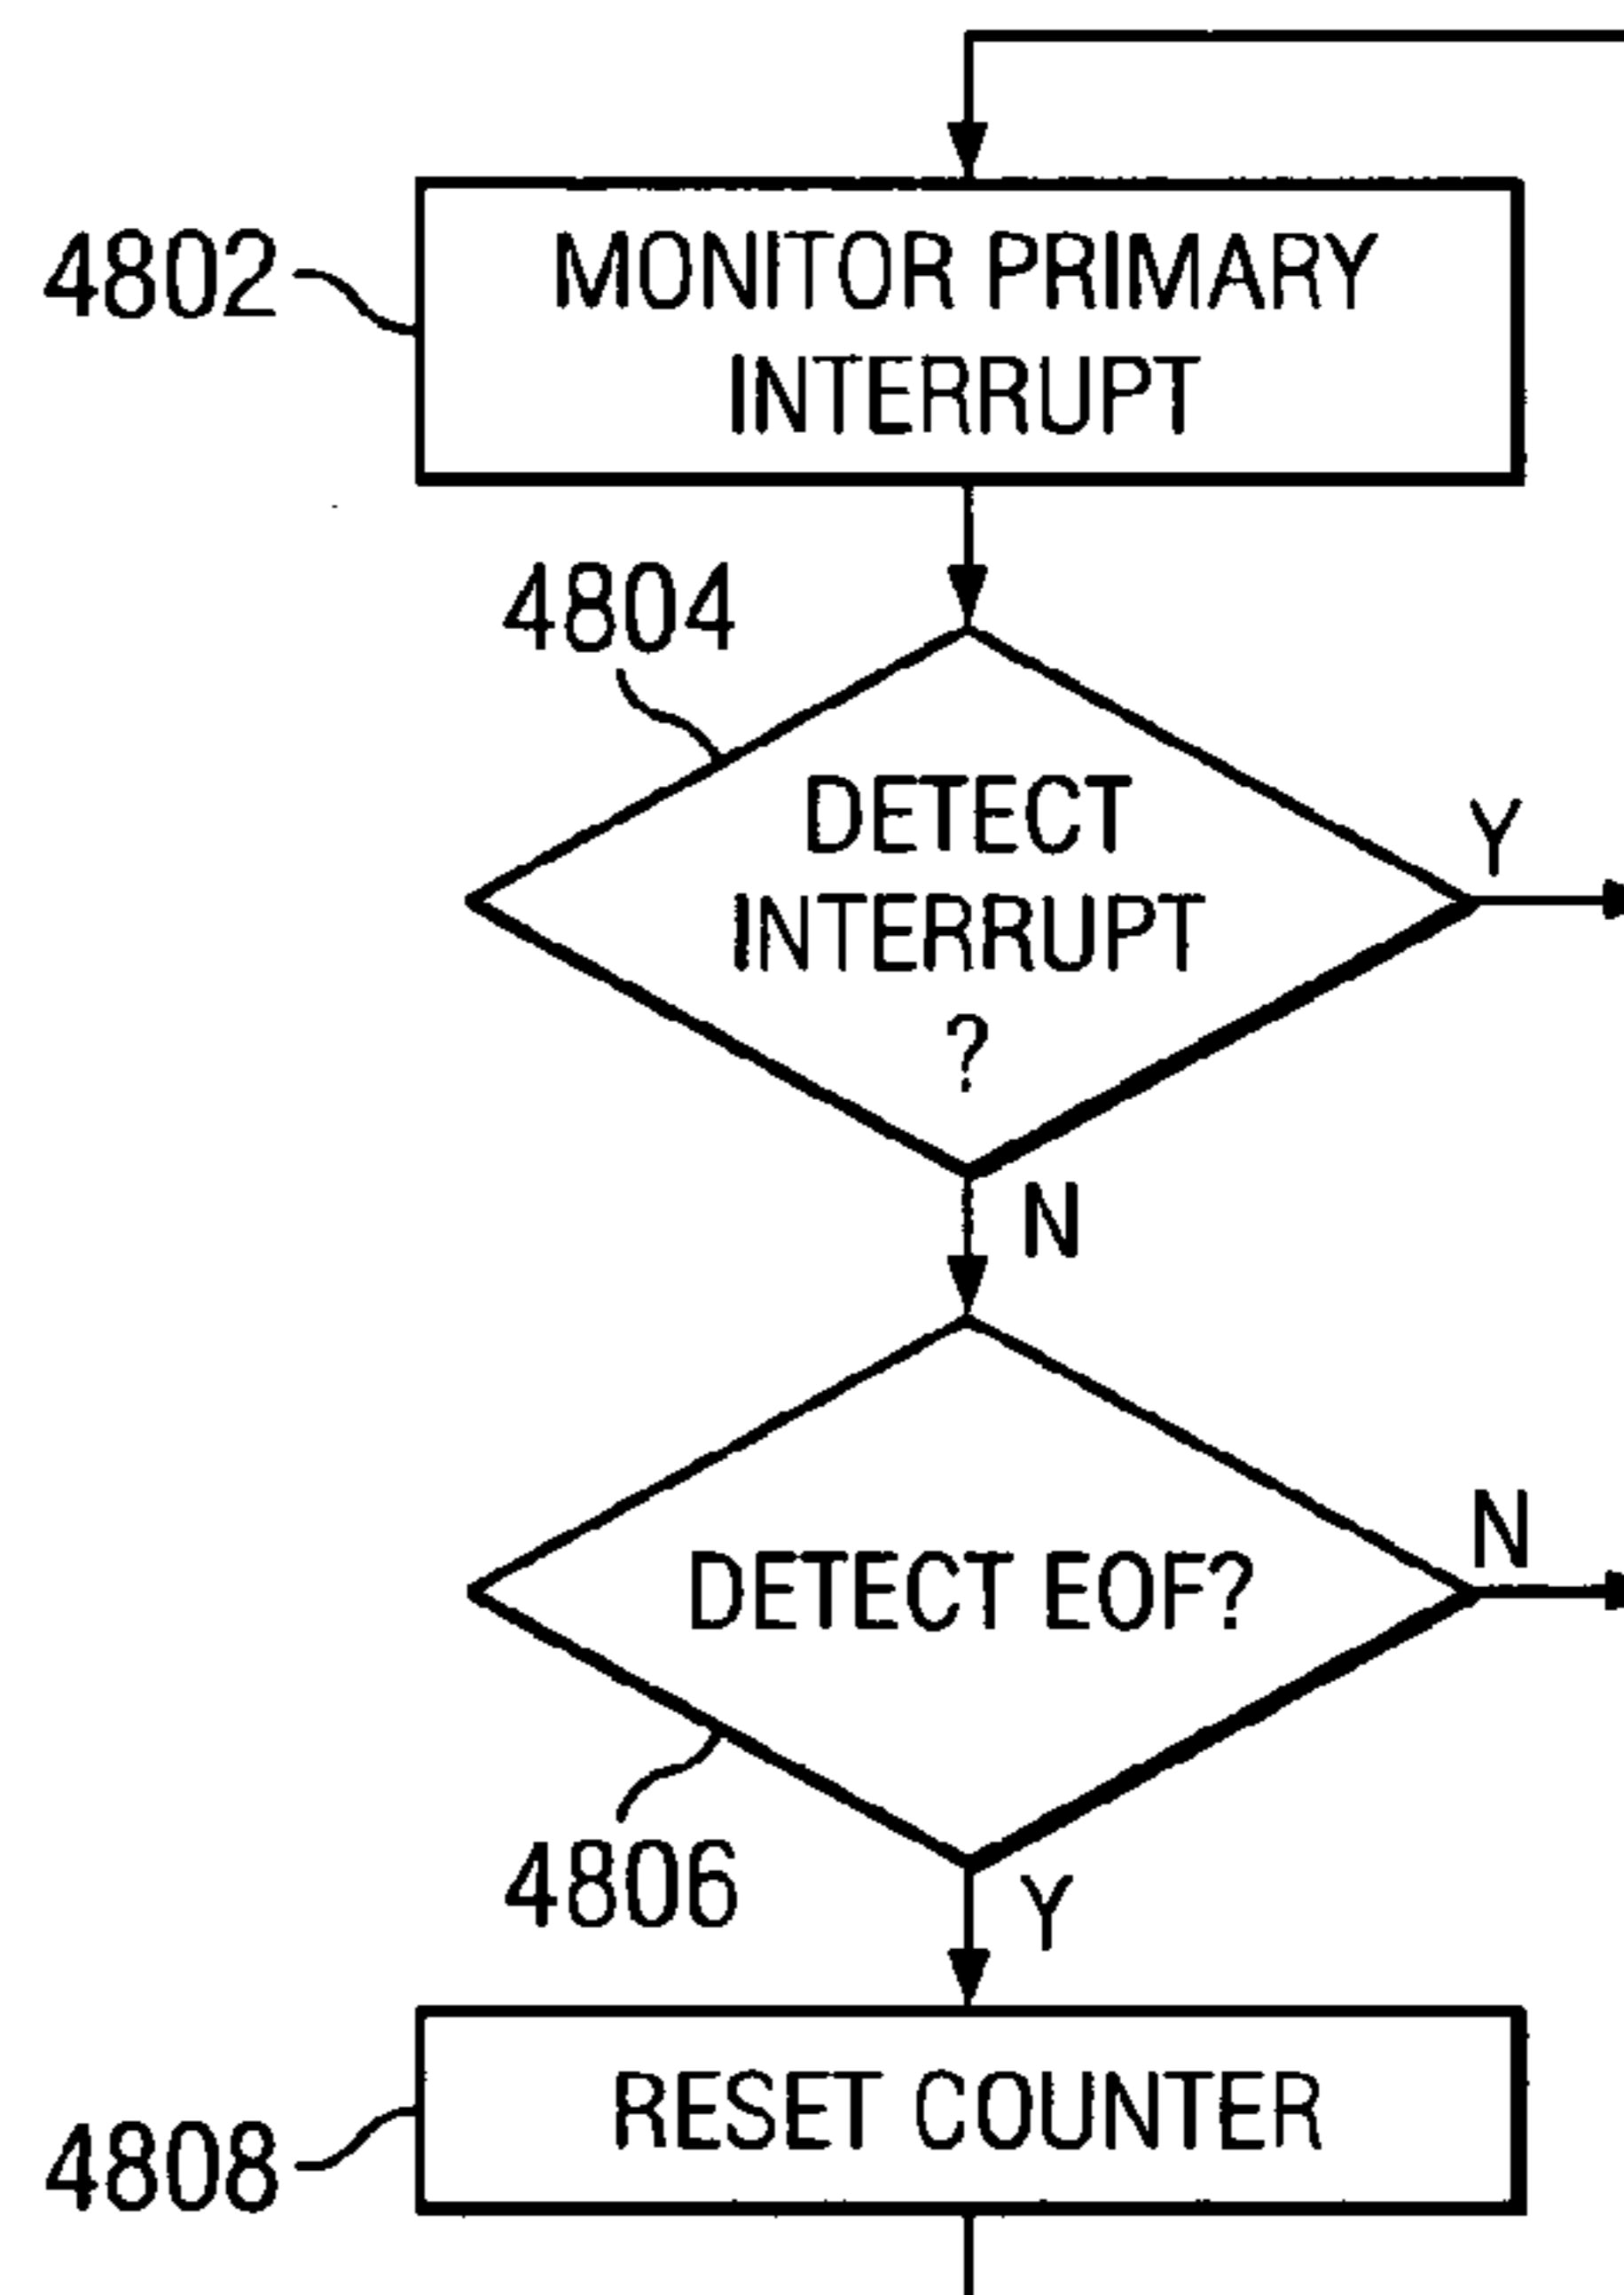 4802
MONITOR PRIMARY
INTERRUPT
4804
DETECT
INTERRUPT
?
Y
N
DETECT EOF?
N
4806
Y
RESET COUNTER
4808